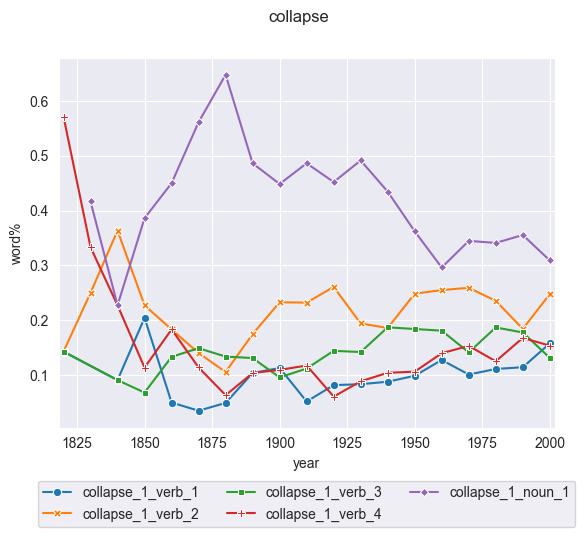 collapse
0.6
0.5
0.4
0.3
0.2
0.1
word%
1825 1850 1875 1900 1925 1950 1975 2000
year
collapse_1_verb_1 collapse_1_verb_3 collapse_1_noun_1
collapse_1_verb_2 collapse_1_verb_4